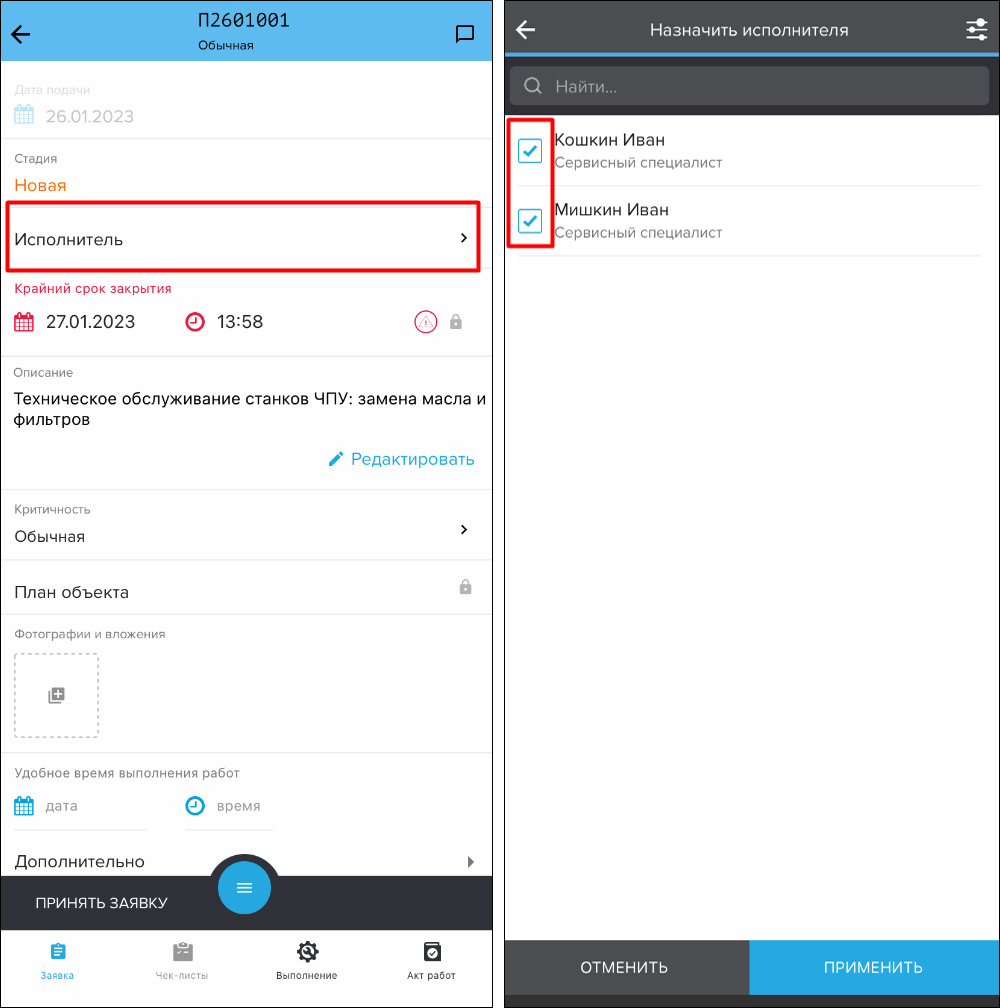 П2601001
Обычная
Дата подачи
26.01.2023
Стадия
Новая
Исполнитель
Крайний срок закрытия
27.01.2023 13:58
Описание
Техническое обслуживание станков ЧПУ: замена масла и
фильтров
Редактировать
Критичность
Обычная
План объекта
Фотографии и вложения
Удобное время выполнения работ
дата время
Дополнительно
ПРИНЯТЬ ЗАЯВКУ
Заявка Чек-листы Выполнение Акт работ
Назначить исполнителя
Найти...
Кошкин Иван
Сервисный специалист
Мишкин Иван
Сервисный специалист
ОТМЕНИТЬ ПРИМЕНИТЬ